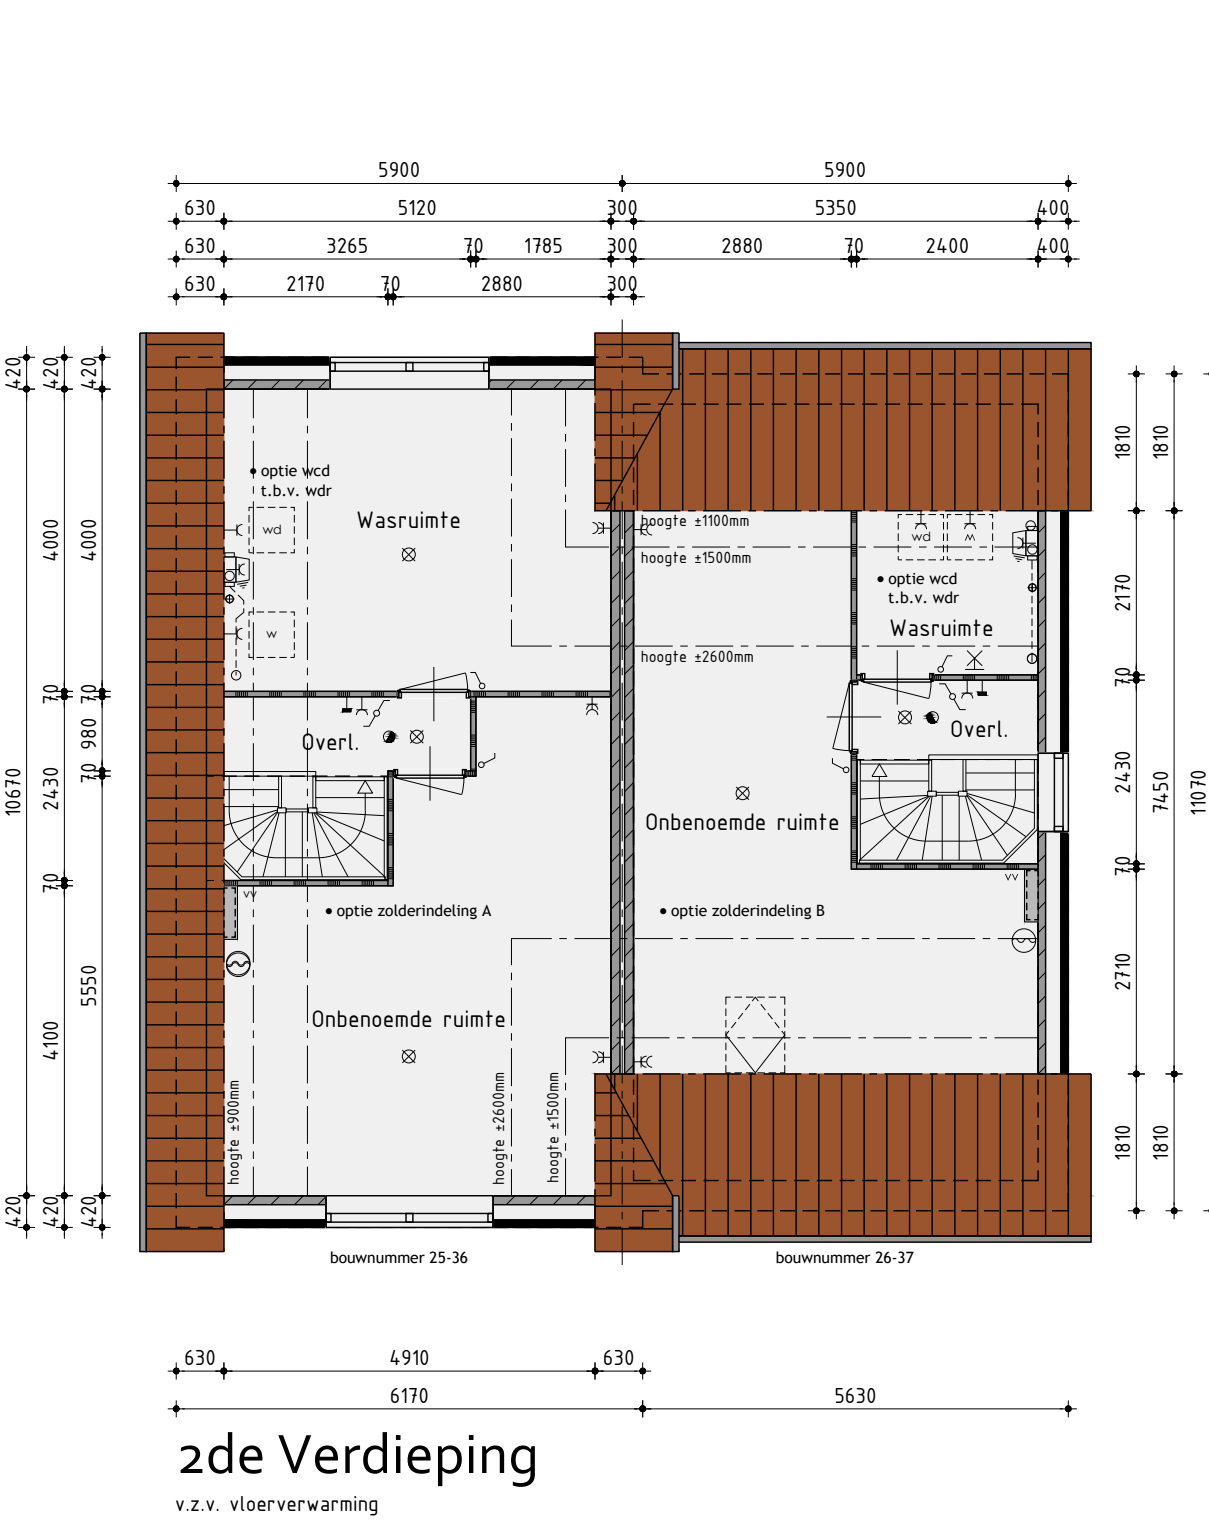 5900 5900
630 5120 300 5350 400
630 3265 70 1785 300 2880 70 2400 400
630 2170 70 2880 300
420 420 420
4000 4000
70 70
980
70
2430
10670
70
5550
4100
420 420 420
1810 1810
2170
70
2430
7450
11070
70
2710
1810 1810
optie wcd
t.b.v. wdr
Wasruimte
wd
w
Overl.
optie zolderindeling A
Onbenoemde ruimte
hoogte ±900mm
hoogte ±2600mm
hoogte ±1500mm
vv
hoogte ±1100mm
hoogte ±1500mm
wd
w
optie wcd
t.b.v. wdr
Wasruimte
hoogte ±2600mm
Overl.
Onbenoemde ruimte
vv
optie zolderindeling B
bouwnummer 25-36
bouwnummer 26-37
630 4910 630
6170 5630
2de Verdieping
v.z.v. vloerverwarming